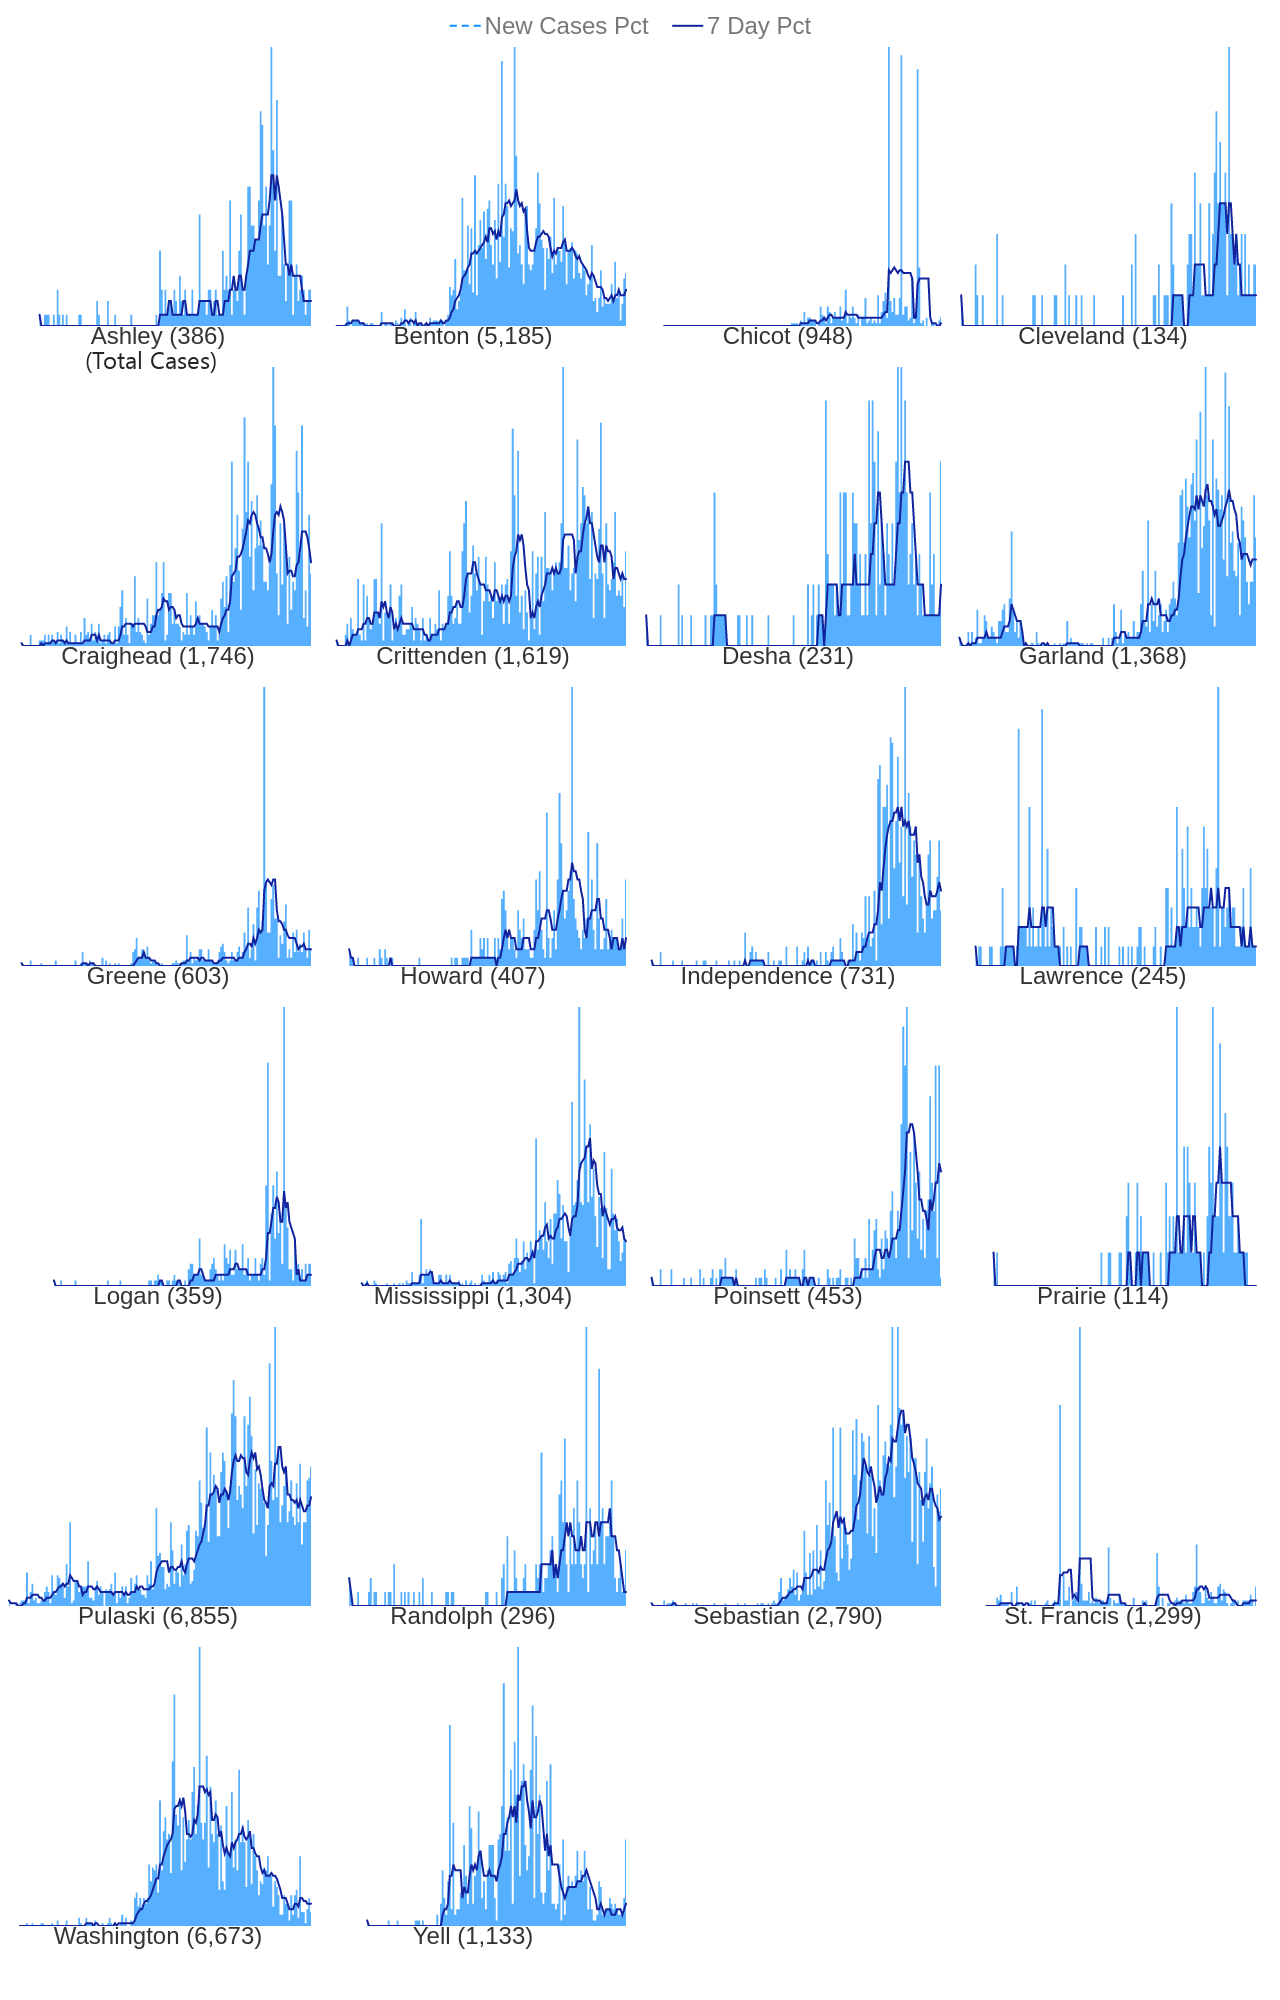 New Cases Pct 7 Day Pct
Ashley (386) Benton (5,185) Chicot (948) Cleveland (134)
(Total Cases)
Craighead (1,746) Crittenden (1,619) Desha (231) Garland (1,368)
Greene (603) Howard (407) Independence (731) Lawrence (245)
Logan (359) Mississippi (1,304) Poinsett (453) Prairie (114)
Pulaski (6,855) Randolph (296) Sebastian (2,790) St. Francis (1,299)
Washington (6,673) Yell (1,133)